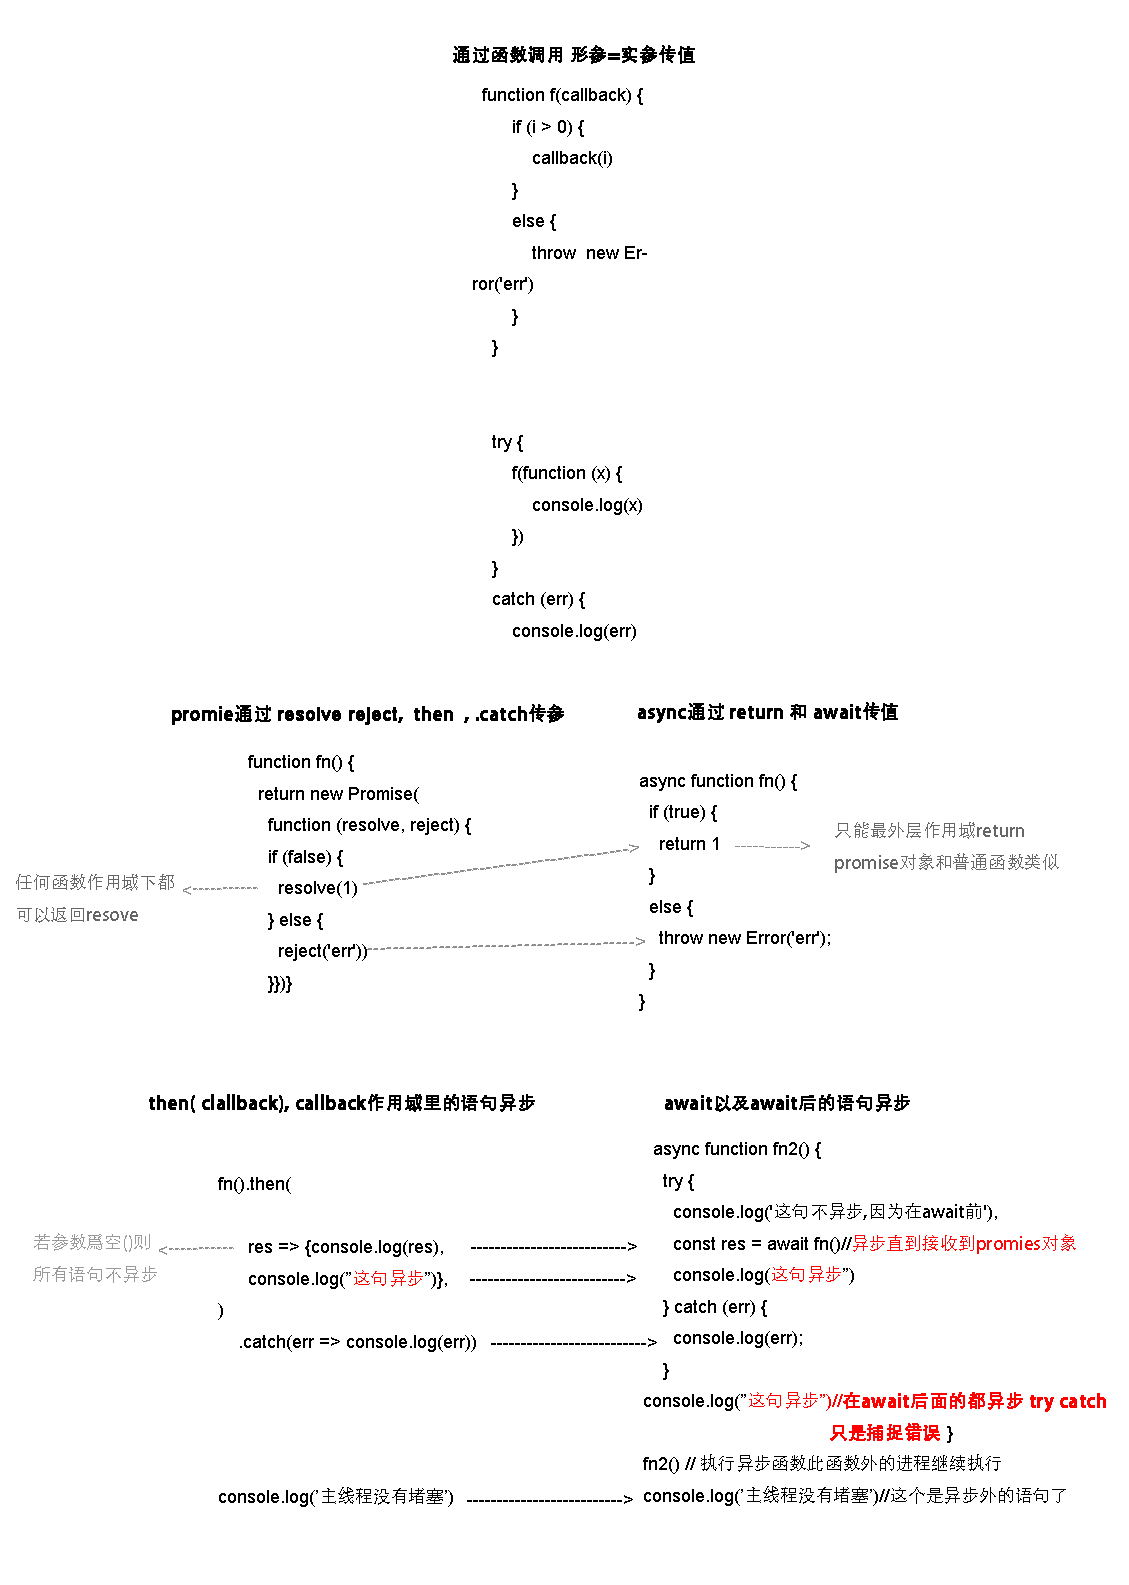 通过函数调用 形参=实参传值
function f(callback) {
if (i > 0) {
callback(i)
}
else {
throw  new Er-
ror('err')
}
}
try {
f(function (x) {
console.log(x)
})
}
catch (err) {
console.log(err)
promie通过 resolve reject,  then  , .catch传参
function fn() {
return new Promise(
function (resolve, reject) {
if (false) {
resolve(1)
} else {
reject('err'))
}})}
任何函数作用域下都 <-----------
可以返回resove
async通过 return 和 await传值
async function fn() {
if (true) {
return 1 ----------->
}
else {
throw new Error('err');
}
}
只能最外层作用域return
promise对象和普通函数类似
then( clallback), callback作用域里的语句异步
fn().then(
res => {console.log(res), -------------------------->
console.log(”这句异步”)}, -------------------------->
)
.catch(err => console.log(err)) -------------------------->
若参数爲空()则 <------------
所有语句不异步
console.log(’主线程没有堵塞’) -------------------------->
await以及await后的语句异步
async function fn2() {
try {
console.log('这句不异步,因为在await前'),
const res = await fn()//异步直到接收到promies对象
console.log(这句异步”)
} catch (err) {
console.log(err);
}
console.log(”这句异步”)//在await后面的都异步 try catch
只是捕捉错误 }
fn2() // 执行异步函数此函数外的进程继续执行
console.log(’主线程没有堵塞’)//这个是异步外的语句了